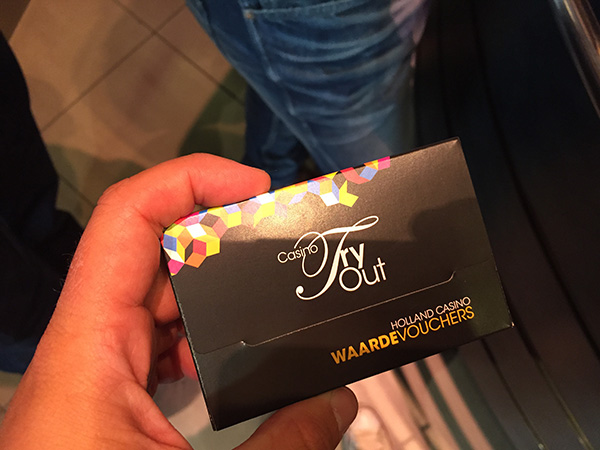 Casino Try
Out
HOLLAND CASINO
WAARDEVOUCHERS